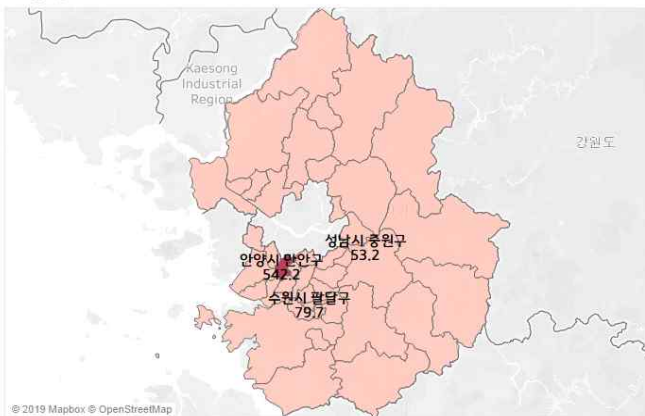 Kaesong
Industrial
Region
강원도
성남시 중원구
53.2
안양시 만안구
542.2
수원시 팔달구
79.7
© 2019 Mapbox © OpenStreetMap